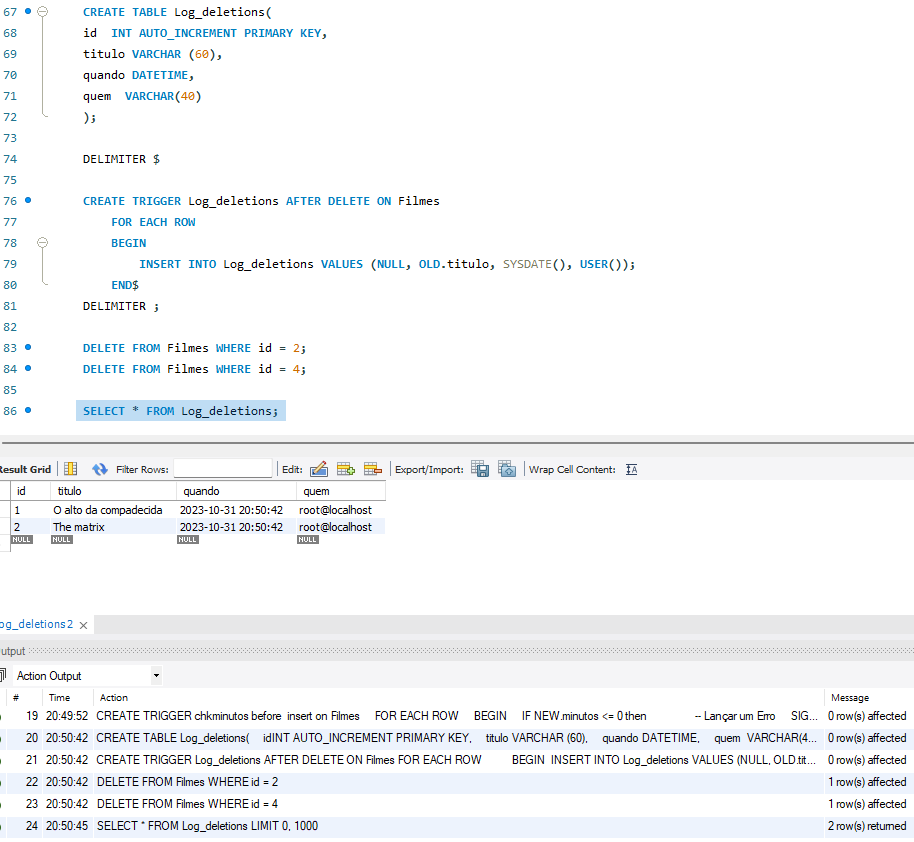 67 CREATE TABLE Log_deletions(
68 id  INT AUTO_INCREMENT PRIMARY KEY,
69 titulo VARCHAR (60),
70 quando DATETIME,
71 quem  VARCHAR(40)
72 );
73
74 DELIMITER $
75
76 CREATE TRIGGER Log_deletions AFTER DELETE ON Filmes
77 FOR EACH ROW
78 BEGIN
79 INSERT INTO Log_deletions VALUES (NULL, OLD.titulo, SYSDATE(), USER());
80 END$
81 DELIMITER ;
82
83 DELETE FROM Filmes WHERE id = 2;
84 DELETE FROM Filmes WHERE id = 4;
85
86 SELECT * FROM Log_deletions;
Result Grid Filter Rows: Edit: Export/Import: Wrap Cell Content: IA
id titulo quando quem
1 O alto da compadecida 2023-10-31 20:50:42 root@localhost
2 The matrix 2023-10-31 20:50:42 root@localhost
NULL NULL NULL NULL
og_deletions2 ×
utput
Action Output
# Time Action Message
19 20:49:52 CREATE TRIGGER chkminutos before insert on Filmes FOR EACH ROW BEGIN IF NEW.minutos <= 0 then -- Lançar um Erro SIG... 0 row(s) affected
20 20:50:42 CREATE TABLE Log_deletions( idINT AUTO_INCREMENT PRIMARY KEY, titulo VARCHAR (60), quando DATETIME, quem VARCHAR(4... 0 row(s) affected
21 20:50:42 CREATE TRIGGER Log_deletions AFTER DELETE ON Filmes FOR EACH ROW BEGIN INSERT INTO Log_deletions VALUES (NULL, OLD.tit... 0 row(s) affected
22 20:50:42 DELETE FROM Filmes WHERE id = 2 1 row(s) affected
23 20:50:42 DELETE FROM Filmes WHERE id = 4 1 row(s) affected
24 20:50:45 SELECT * FROM Log_deletions LIMIT 0, 1000 2 row(s) returned